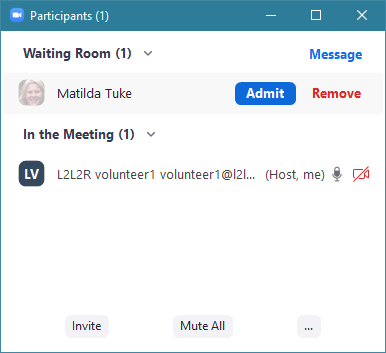 Participants (1)
Waiting Room (1)
Message
Matilda Tuke Admit Remove
In the Meeting (1)
LV L2L2R volunteer1 volunteer1@l2l... (Host, me)
Invite Mute All ...